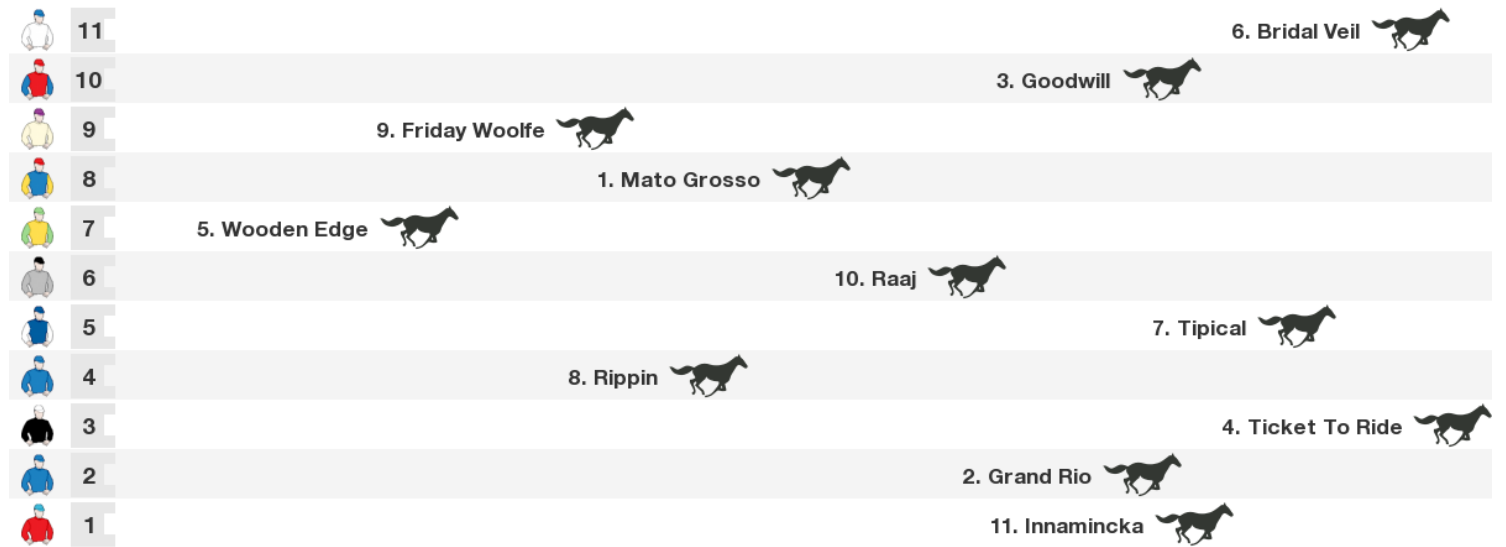 11 6. Bridal Veil
10 3. Goodwill
9 9. Friday Woolfe
8 1. Mato Grosso
7 5. Wooden Edge
6 10. Raaj
5 7. Tipical
4 8. Rippin
3 4. Ticket To Ride
2 2. Grand Rio
1 11. Innamincka